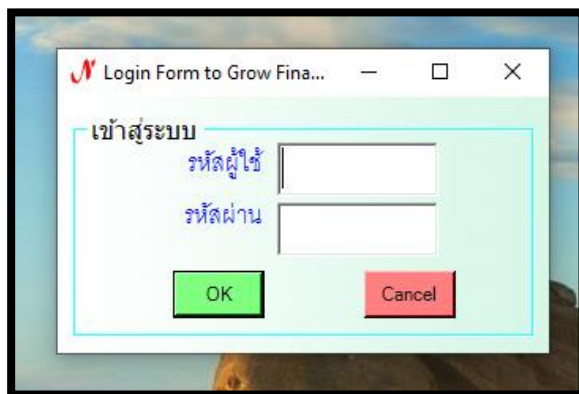 N Login Form to Grow Fina...
เข้าสู่ระบบ
รหัสผู้ใช้
รหัสผ่าน
OK Cancel